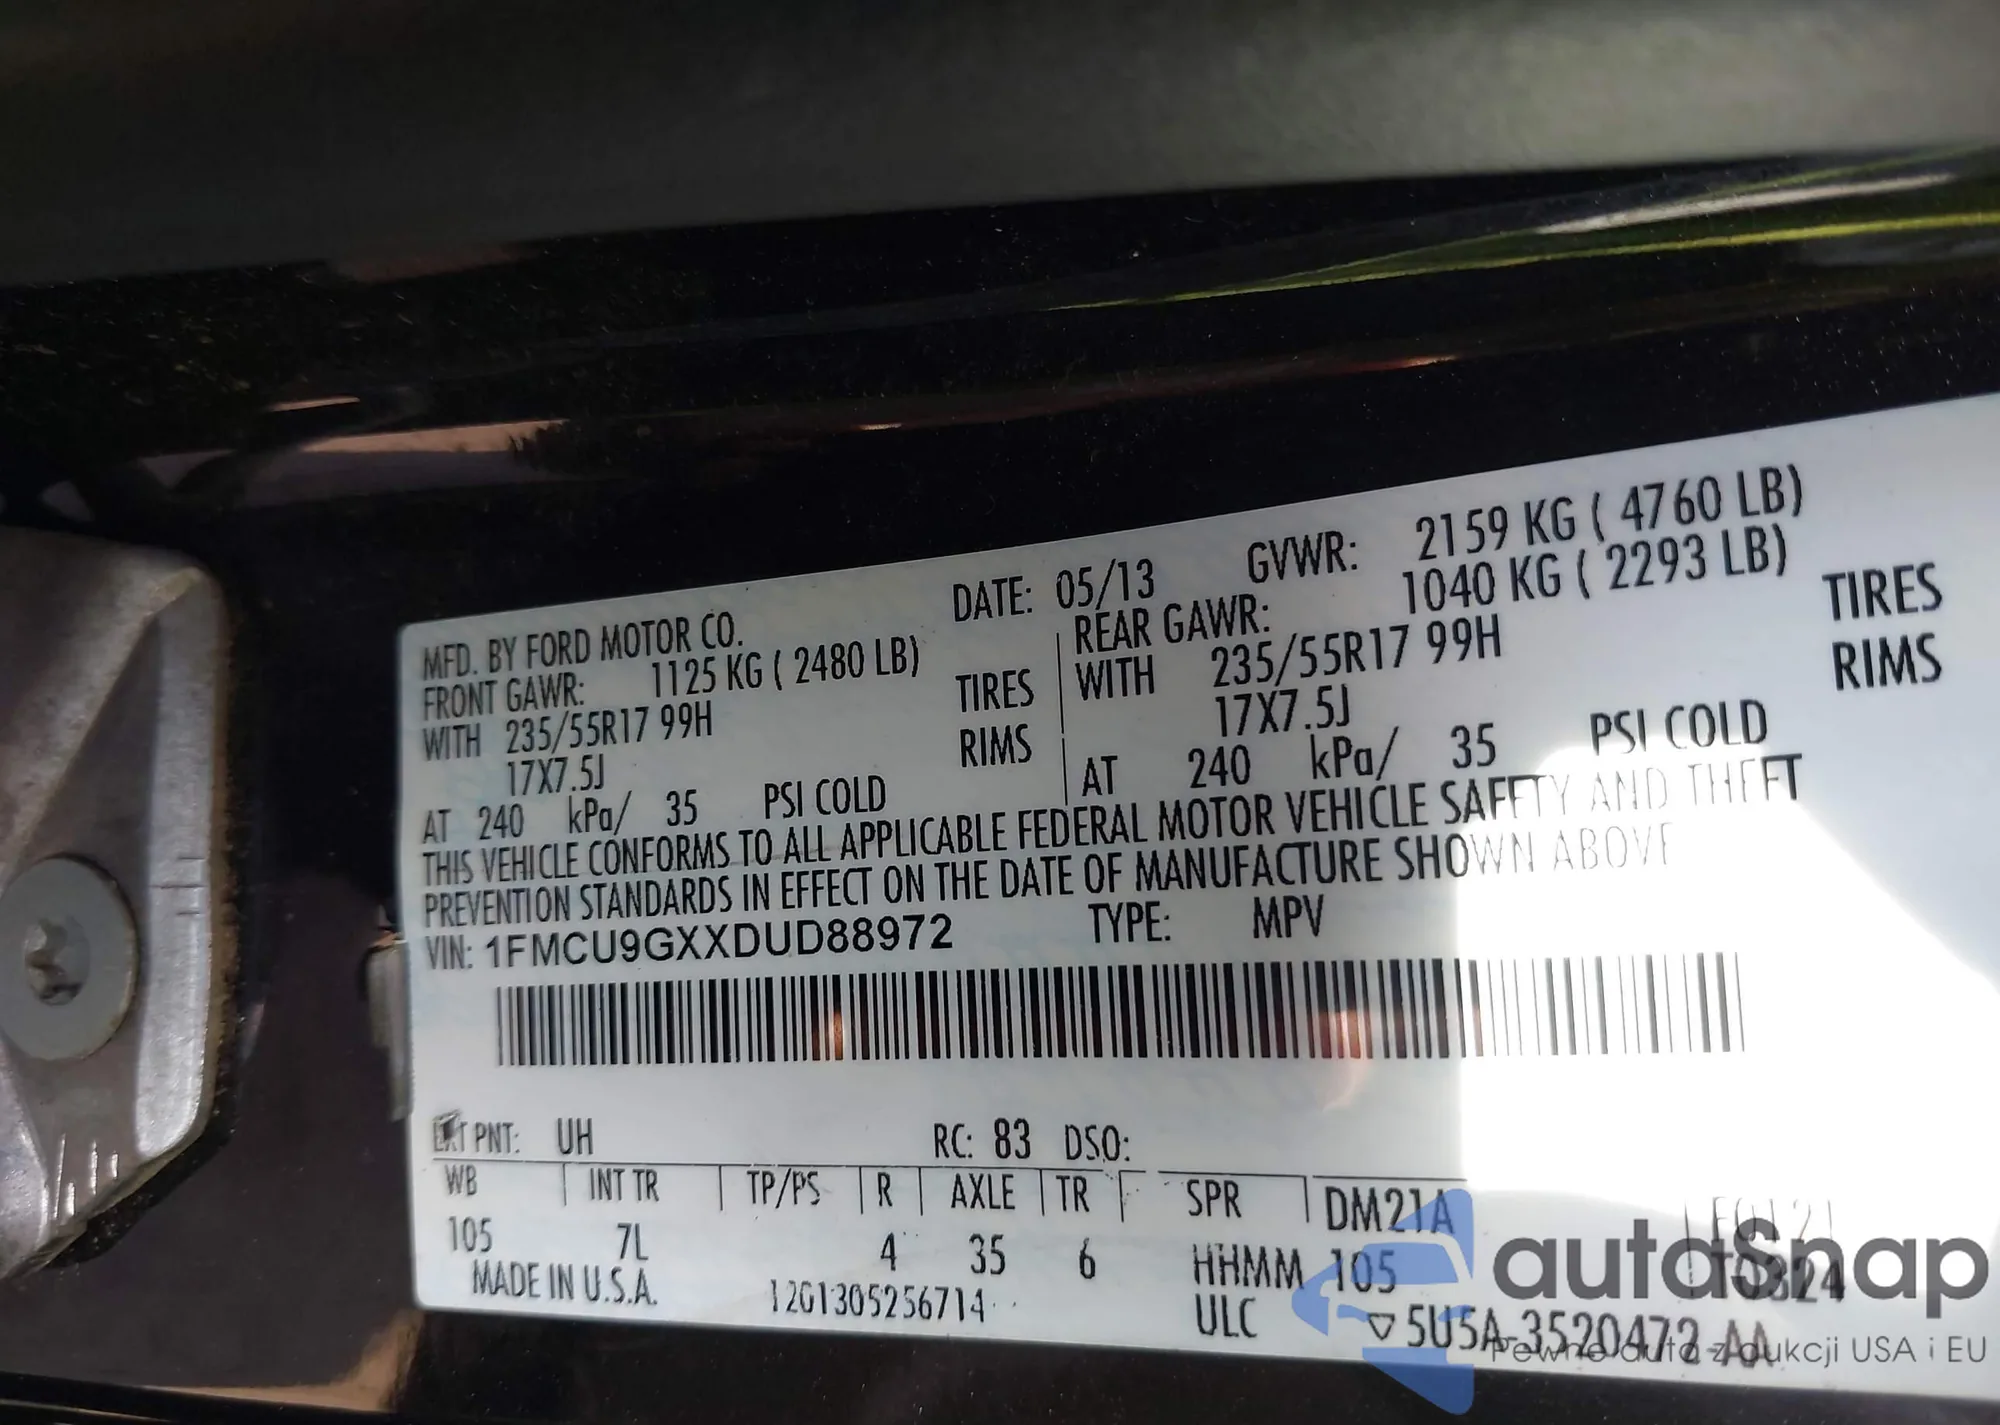 MFD. BY FORD MOTOR CO.
DATE: 05/13
GVWR: 2159 KG ( 4760 LB)
FRONT GAWR: 1125 KG ( 2480 LB)
REAR GAWR: 1040 KG ( 2293 LB)
WITH 235/55R17 99H TIRES
WITH 235/55R17 99H TIRES
17X7.5J RIMS
17X7.5J RIMS
AT 240 kPa/ 35 PSI COLD
AT 240 kPa/ 35 PSI COLD
THIS VEHICLE CONFORMS TO ALL APPLICABLE FEDERAL MOTOR VEHICLE SAFETY AND THEFT
PREVENTION STANDARDS IN EFFECT ON THE DATE OF MANUFACTURE SHOWN ABOVE
VIN: 1FMCU9GXXDUD88972 TYPE: MPV
EXT PNT: UH RC: 83 DSO:
WB INT TR TP/PS R AXLE TR SPR DM21A
105 7L 4 35 6 HHMM 105 T0324
MADE IN U.S.A. 12G1305256714 ULC
▽ 5U5A-3520472-AA
autoSnap
Pewne auta z aukcji USA i EU